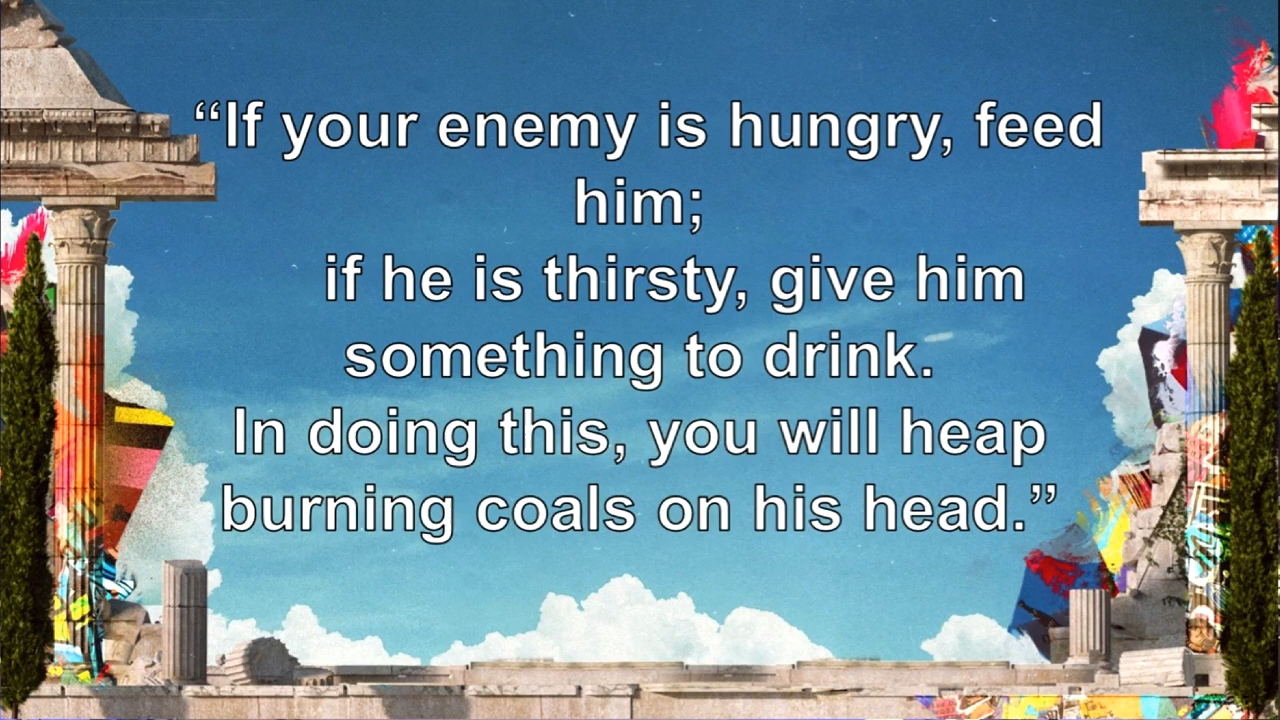 “If your enemy is hungry, feed
him;
if he is thirsty, give him
something to drink.
In doing this, you will heap
burning coals on his head.”